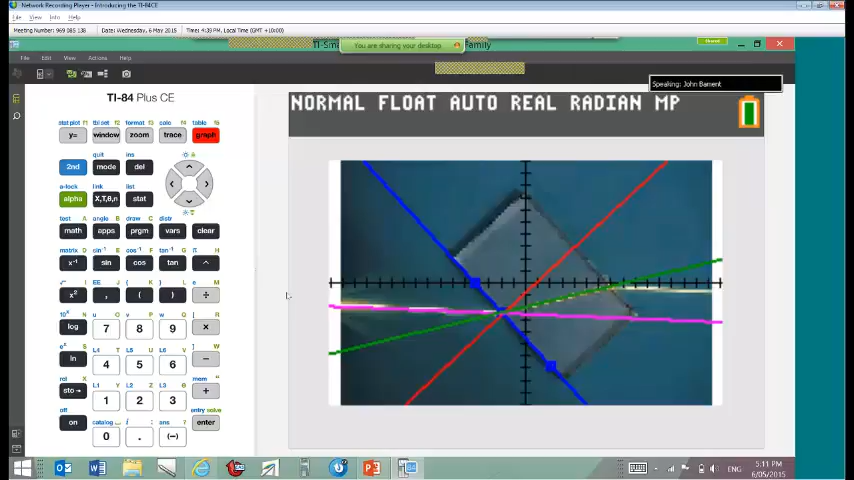 Network Recording Player - Introducing the TI-84CE
File View Info Help
Meeting Number: 969 085 138 Date: Wednesday, 6 May 2015 Time: 4:39 PM, Local Time (GMT +10:00)
You are sharing your desktop
Family
File Edit View Actions Help
Speaking: John Bament
TI-84 Plus CE
NORMAL FLOAT AUTO REAL RADIAN MP
stat plot f1 tbl set f2 format f3 calc f4 table f5
y= window zoom trace graph
quit ins
2nd mode del
a-lock link list
alpha X,T,θ,n stat
test A angle B draw C distr
math apps prgm vars clear
matrix D sin⁻¹ E cos⁻¹ F tan⁻¹ G π H
x⁻¹ sin cos tan ^
x² , ( ) ÷
log 7 8 9 ×
ln 4 5 6 −
rcl X L1 Y L2 Z L3 mem
sto→ 1 2 3 +
off catalog i ans ? entry solve
on 0 . (−) enter
ENG
5:11 PM
6/05/2015